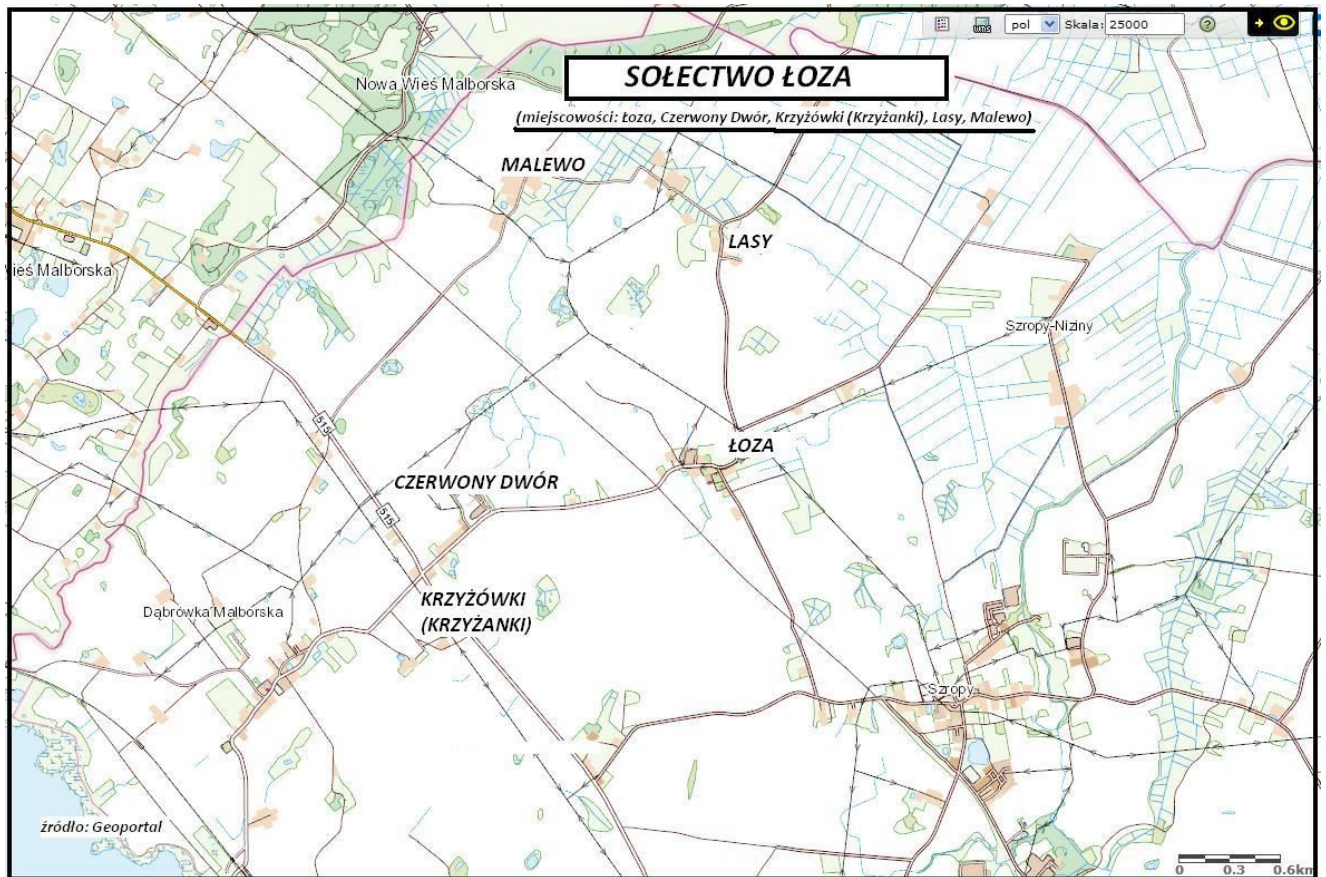 pol Skala: 25000 ?
SOŁECTWO ŁOZA
(miejscowości: Łoza, Czerwony Dwór, Krzyżówki (Krzyżanki), Lasy, Malewo)
Nowa Wieś Malborska
MALEWO
LASY
ieś Malborska
Szropy-Niziny
515
ŁOZA
CZERWONY DWÓR
515
KRZYŻÓWKI
(KRZYŻANKI)
Dąbrówka Malborska
Szropy
źródło: Geoportal
0 0.3 0.6km